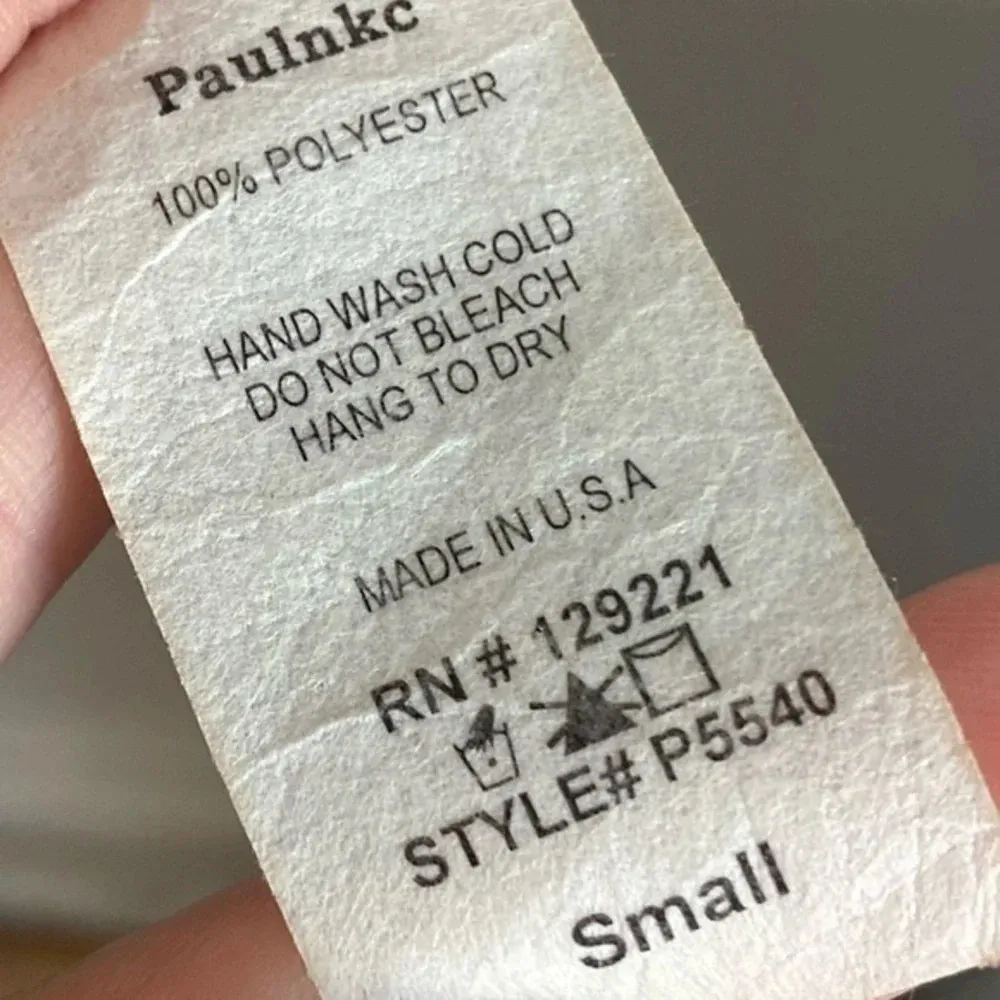 Paulnkc
100% POLYESTER
HAND WASH COLD
DO NOT BLEACH
HANG TO DRY
MADE IN U.S.A
RN # 129221
STYLE# P5540
Small